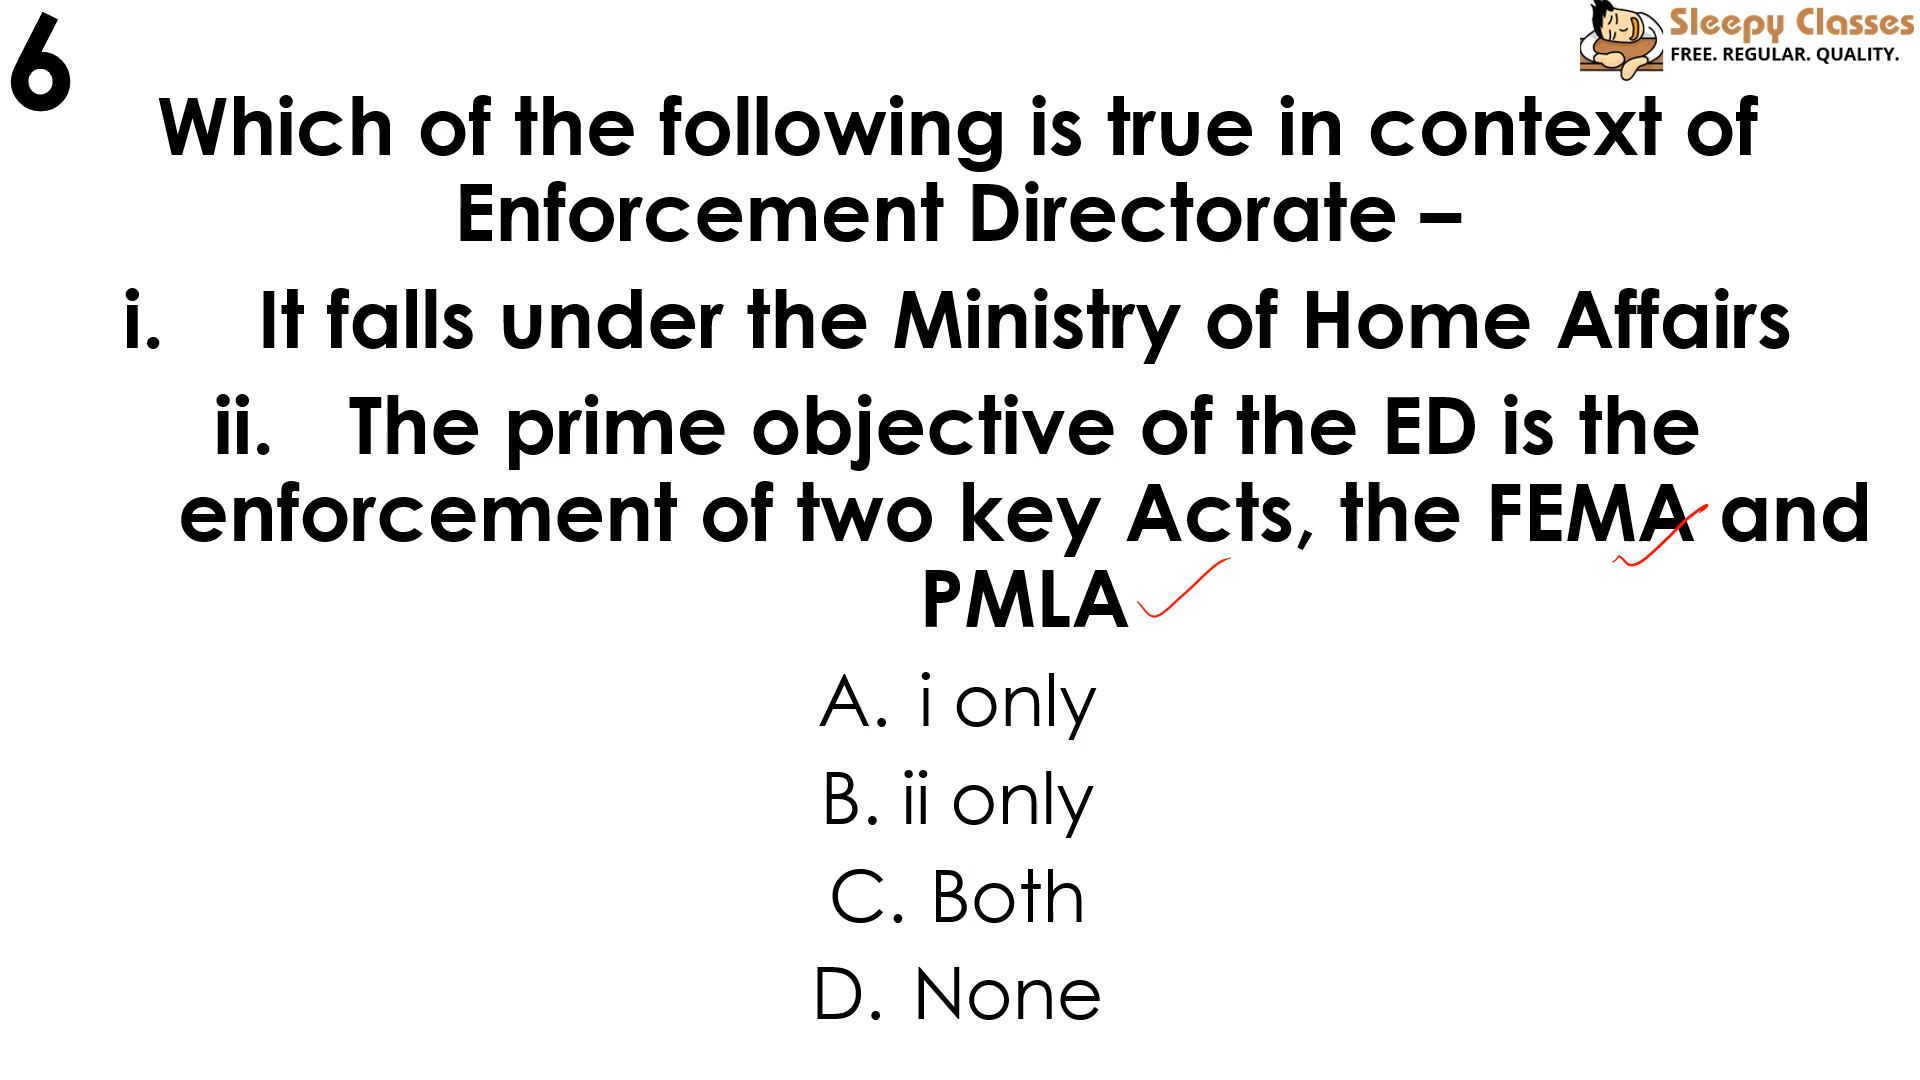 6
Sleepy Classes
FREE. REGULAR. QUALITY.
Which of the following is true in context of
Enforcement Directorate –
i. It falls under the Ministry of Home Affairs
ii. The prime objective of the ED is the
enforcement of two key Acts, the FEMA and
PMLA
A. i only
B. ii only
C. Both
D. None